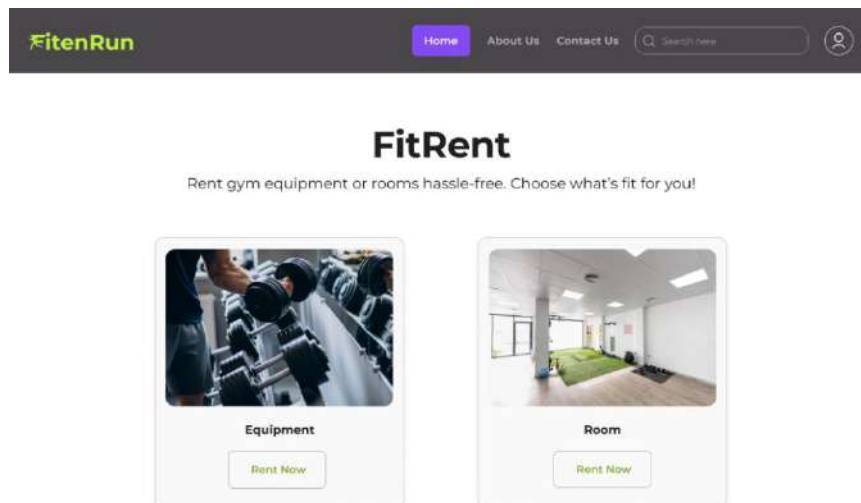 FitenRun
Home About Us Contact Us Search here
FitRent
Rent gym equipment or rooms hassle-free. Choose what's fit for you!
Equipment Room
Rent Now Rent Now